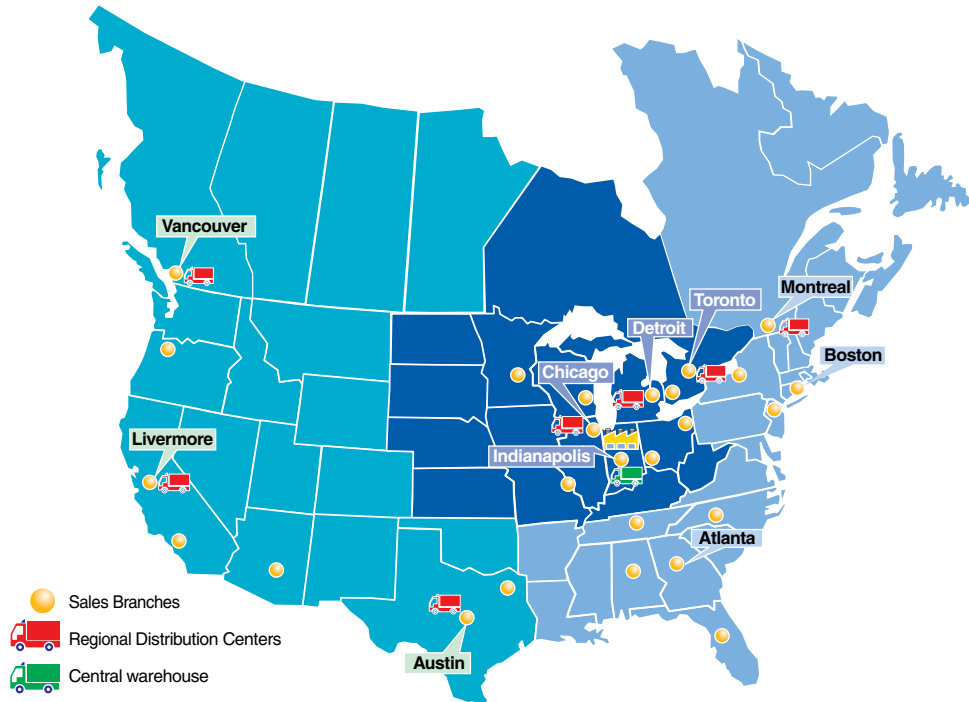 Vancouver
Montreal
Toronto
Detroit
Boston
Chicago
Livermore
Indianapolis
Atlanta
Sales Branches
Regional Distribution Centers
Austin
Central warehouse